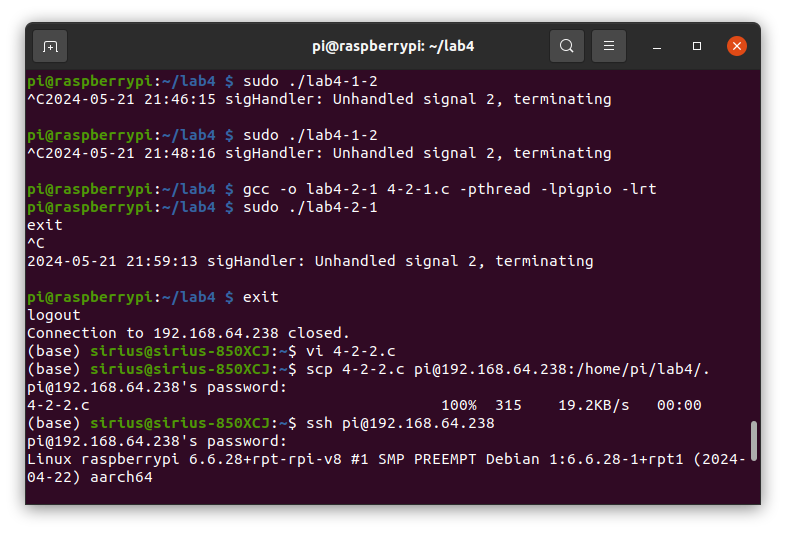 pi@raspberrypi: ~/lab4
pi@raspberrypi:~/lab4 $ sudo ./lab4-1-2
^C2024-05-21 21:46:15 sigHandler: Unhandled signal 2, terminating
pi@raspberrypi:~/lab4 $ sudo ./lab4-1-2
^C2024-05-21 21:48:16 sigHandler: Unhandled signal 2, terminating
pi@raspberrypi:~/lab4 $ gcc -o lab4-2-1 4-2-1.c -pthread -lpigpio -lrt
pi@raspberrypi:~/lab4 $ sudo ./lab4-2-1
exit
^C
2024-05-21 21:59:13 sigHandler: Unhandled signal 2, terminating
pi@raspberrypi:~/lab4 $ exit
logout
Connection to 192.168.64.238 closed.
(base) sirius@sirius-850XCJ:~$ vi 4-2-2.c
(base) sirius@sirius-850XCJ:~$ scp 4-2-2.c pi@192.168.64.238:/home/pi/lab4/.
pi@192.168.64.238's password:
4-2-2.c 100% 315 19.2KB/s 00:00
(base) sirius@sirius-850XCJ:~$ ssh pi@192.168.64.238
pi@192.168.64.238's password:
Linux raspberrypi 6.6.28+rpt-rpi-v8 #1 SMP PREEMPT Debian 1:6.6.28-1+rpt1 (2024-
04-22) aarch64